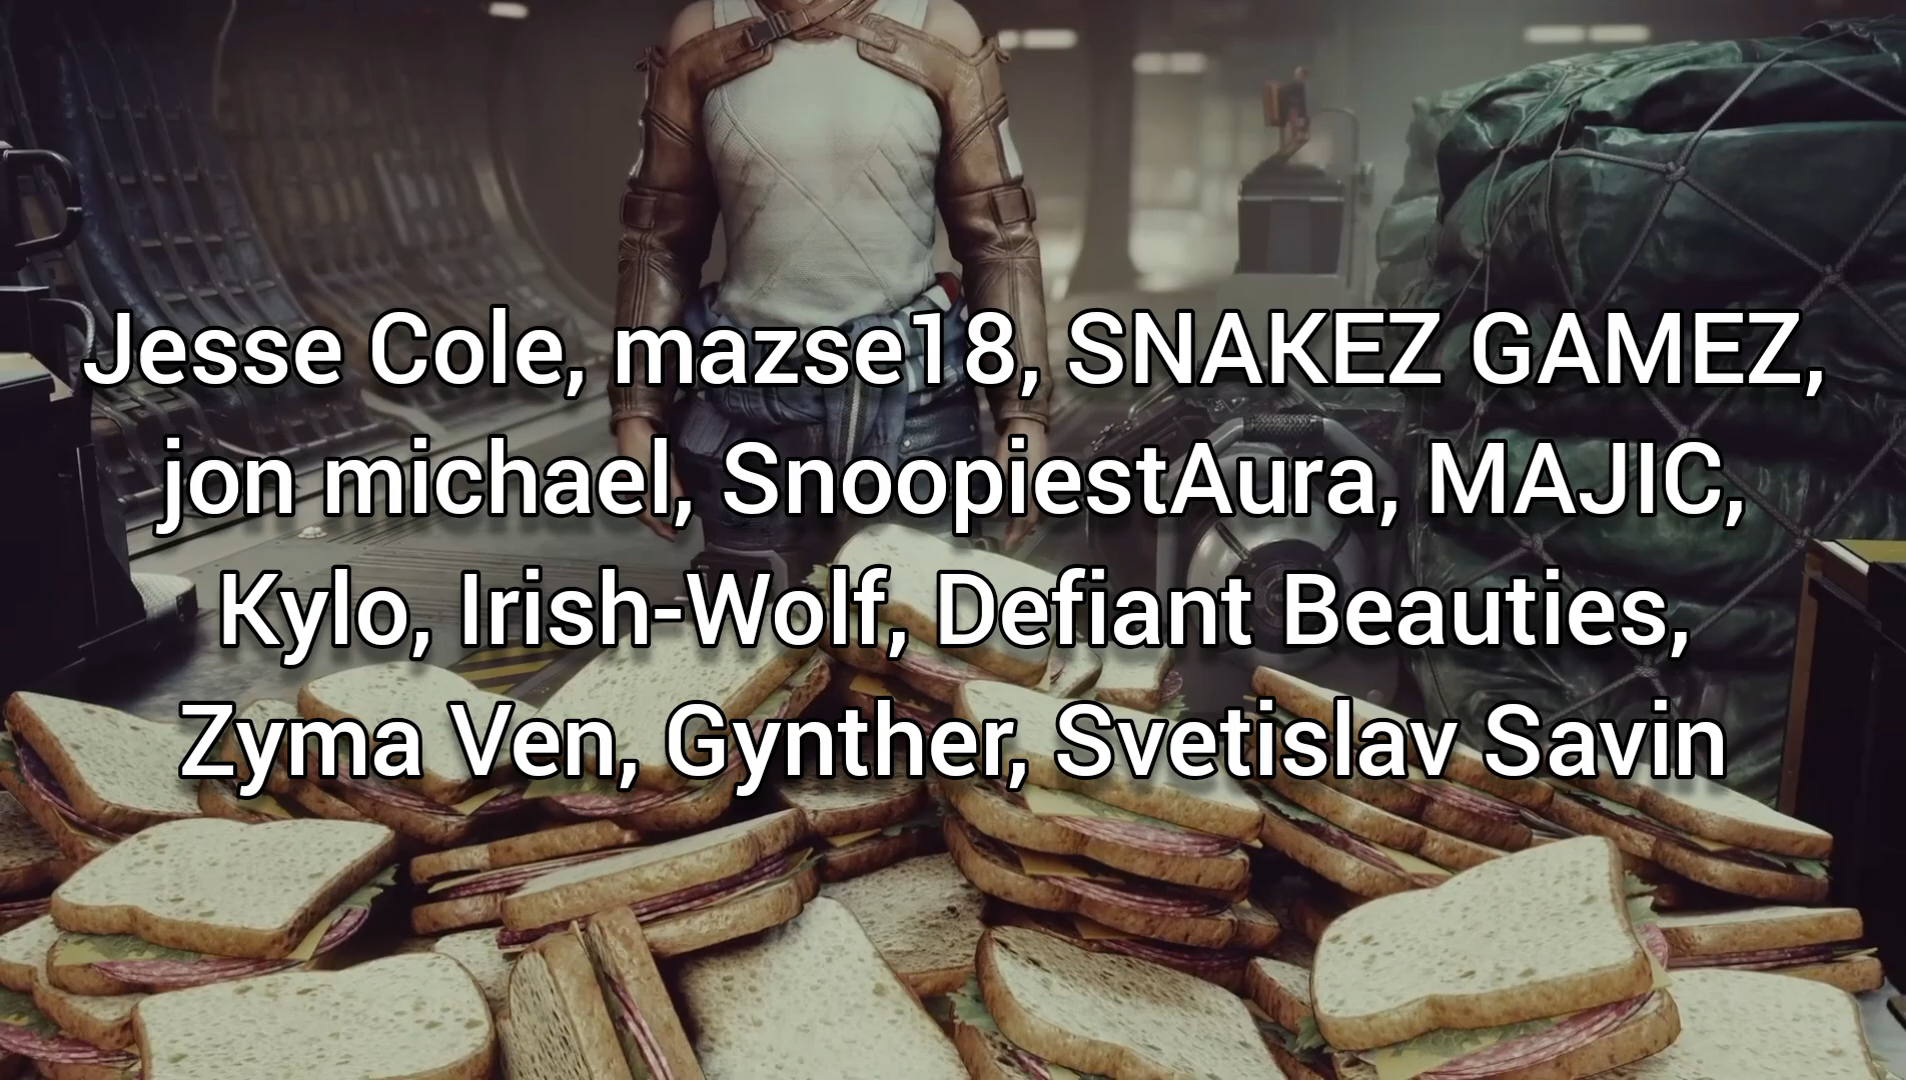 Jesse Cole, mazse18, SNAKEZ GAMEZ,
jon michael, SnoopiestAura, MAJIC,
Kylo, Irish-Wolf, Defiant Beauties,
Zyma Ven, Gynther, Svetislav Savin